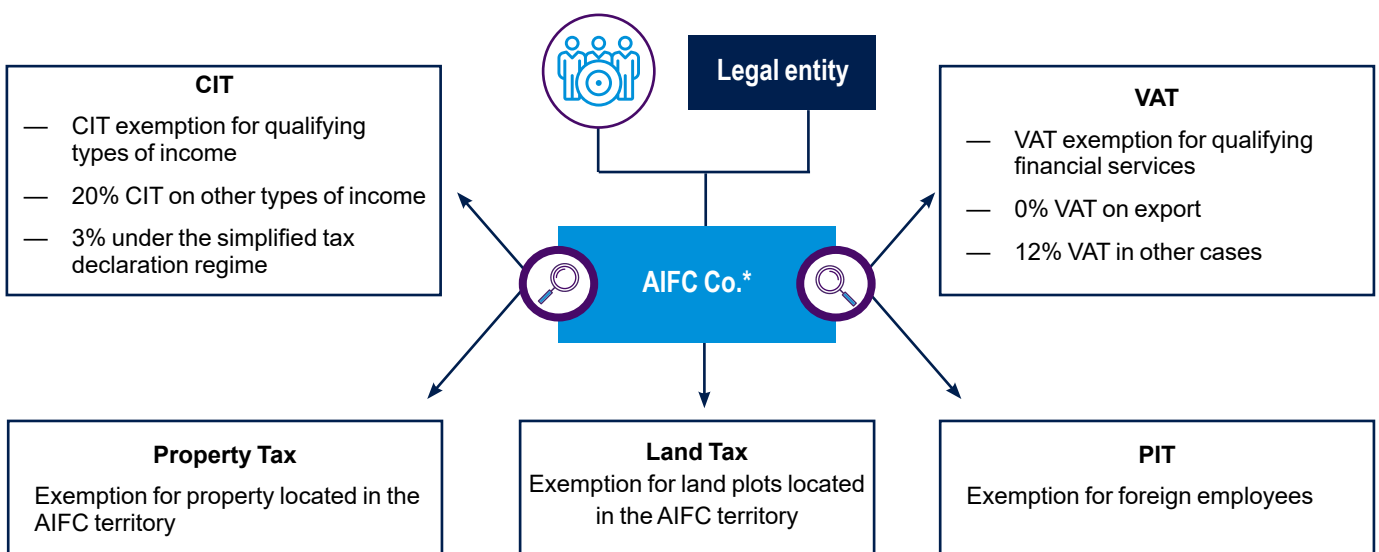 Legal entity
CIT
— CIT exemption for qualifying
types of income
— 20% CIT on other types of income
— 3% under the simplified tax
declaration regime
VAT
— VAT exemption for qualifying
financial services
— 0% VAT on export
— 12% VAT in other cases
AIFC Co.*
Property Tax
Exemption for property located in the
AIFC territory
Land Tax
Exemption for land plots located
in the AIFC territory
PIT
Exemption for foreign employees